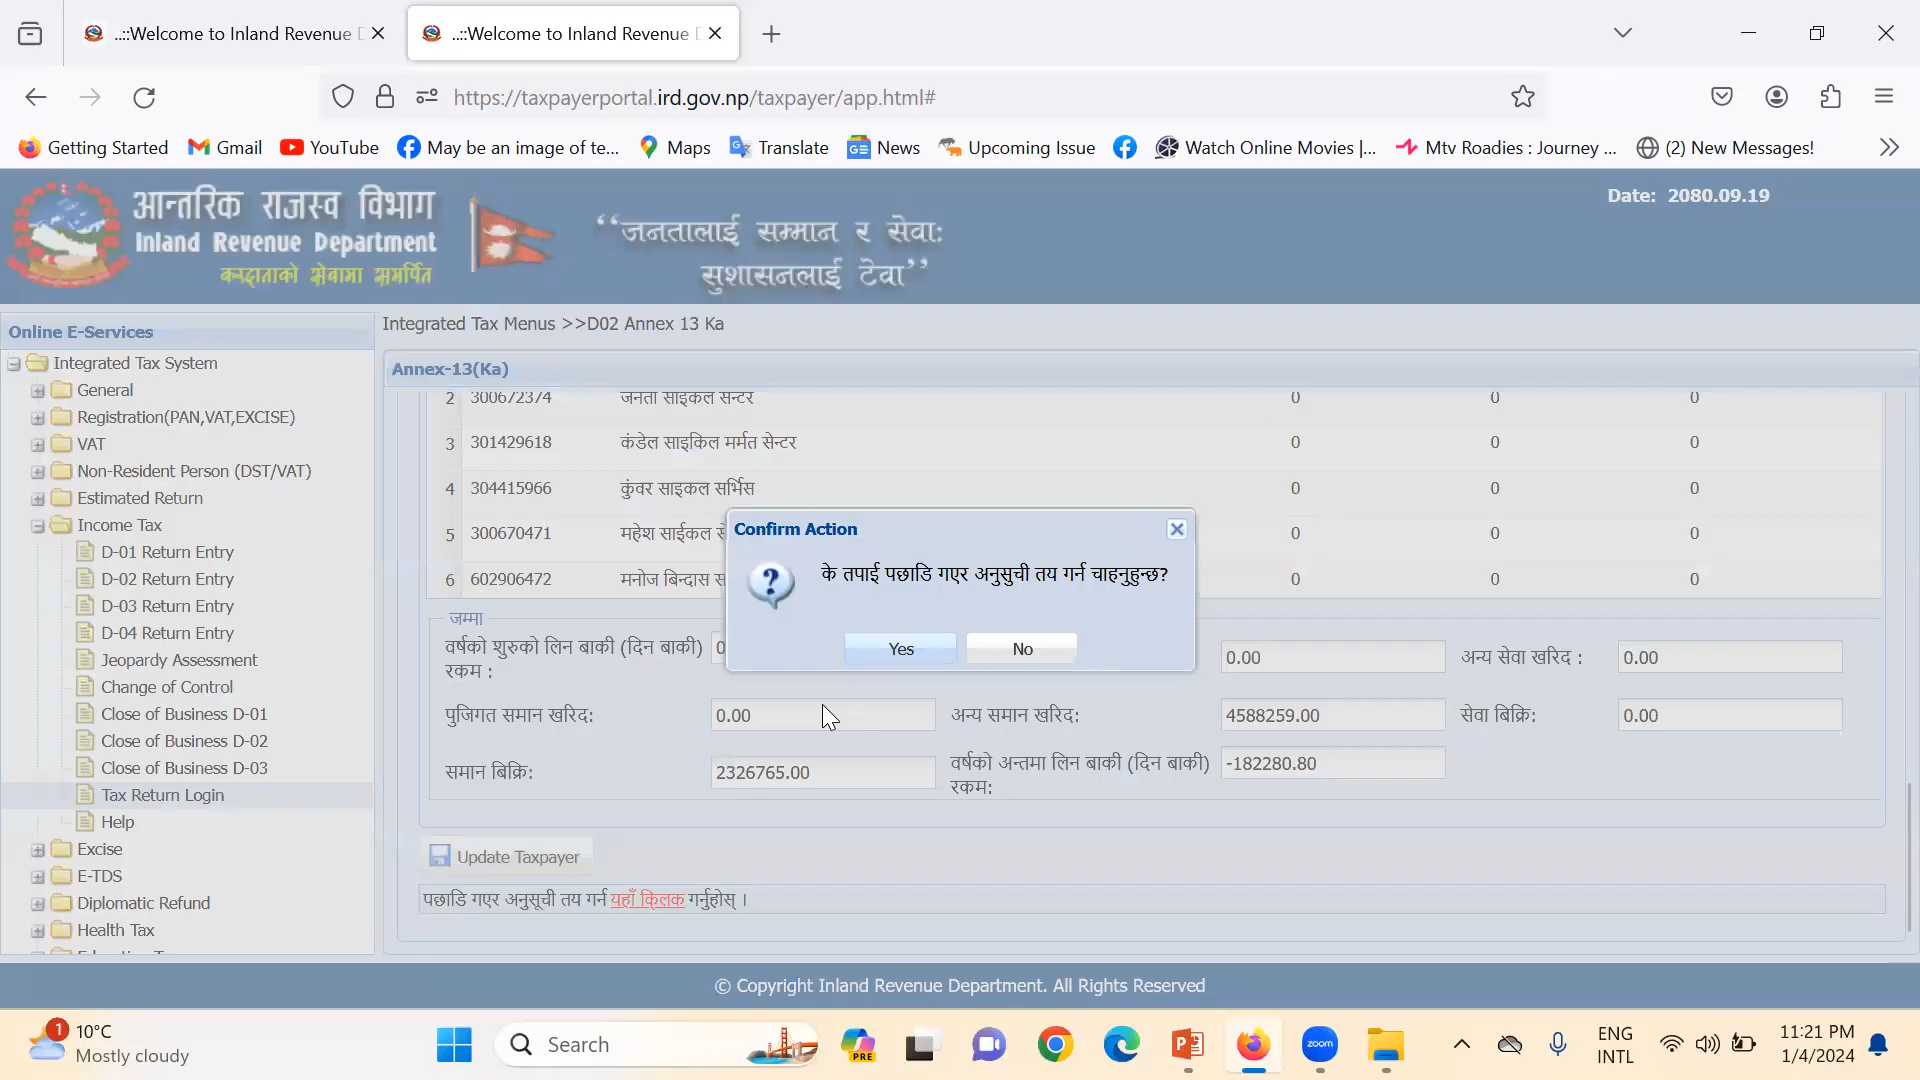 ..::Welcome to Inland Revenue D
..::Welcome to Inland Revenue D
https://taxpayerportal.ird.gov.np/taxpayer/app.html#
Getting Started
Gmail
YouTube
May be an image of te...
Maps
Translate
News
Upcoming Issue
Watch Online Movies |...
Mtv Roadies : Journey ...
(2) New Messages!
आन्तरिक राजस्व विभाग
Inland Revenue Department
करदाताको सेवामा समर्पित
“जनतालाई सम्मान र सेवाः
सुशासनलाई टेवा”
Date: 2080.09.19
Online E-Services
Integrated Tax System
General
Registration(PAN,VAT,EXCISE)
VAT
Non-Resident Person (DST/VAT)
Estimated Return
Income Tax
D-01 Return Entry
D-02 Return Entry
D-03 Return Entry
D-04 Return Entry
Jeopardy Assessment
Change of Control
Close of Business D-01
Close of Business D-02
Close of Business D-03
Tax Return Login
Help
Excise
E-TDS
Diplomatic Refund
Health Tax
Integrated Tax Menus >>D02 Annex 13 Ka
Annex-13(Ka)
2 300672374 जनता साइकल सेन्टर 0 0 0
3 301429618 कंडेल साइकिल मर्मत सेन्टर 0 0 0
4 304415966 कुंवर साइकल सर्भिस 0 0 0
5 300670471 महेश साईकल 0 0 0
6 602906472 मनोज बिन्दास 0 0 0
Confirm Action
के तपाई पछाडि गएर अनुसुची तय गर्न चाहनुहुन्छ?
Yes No
जम्मा
वर्षको शुरुको लिन बाकी (दिन बाकी) रकम : 0.00 अन्य सेवा खरिद : 0.00
पुजिगत समान खरिद: 0.00 अन्य समान खरिद: 4588259.00 सेवा बिक्रि: 0.00
समान बिक्रि: 2326765.00 वर्षको अन्तमा लिन बाकी (दिन बाकी) रकम: -182280.80
Update Taxpayer
पछाडि गएर अनुसूची तय गर्न यहाँ क्लिक गर्नुहोस् ।
© Copyright Inland Revenue Department. All Rights Reserved
1
10°C
Mostly cloudy
Search
PRE
zoom
ENG
INTL
11:21 PM
1/4/2024